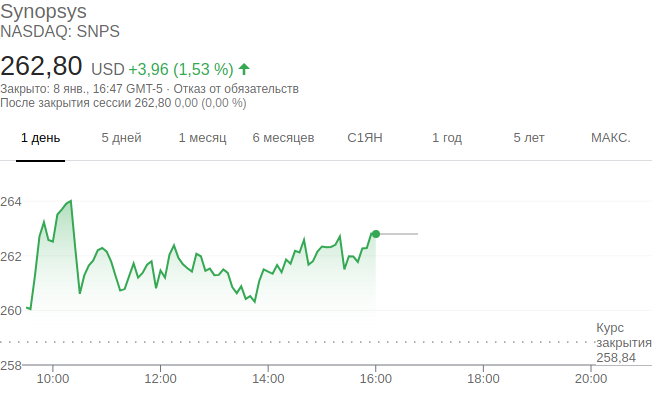 Synopsys
NASDAQ: SNPS
262,80 USD +3,96 (1,53 %)
Закрыто: 8 янв., 16:47 GMT-5 · Отказ от обязательств
После закрытия сессии 262,80 0,00 (0,00 %)
1 день 5 дней 1 месяц 6 месяцев С1ЯН 1 год 5 лет МАКС.
264
262
260
Курс
закрытия
258,84
258
10:00 12:00 14:00 16:00 18:00 20:00